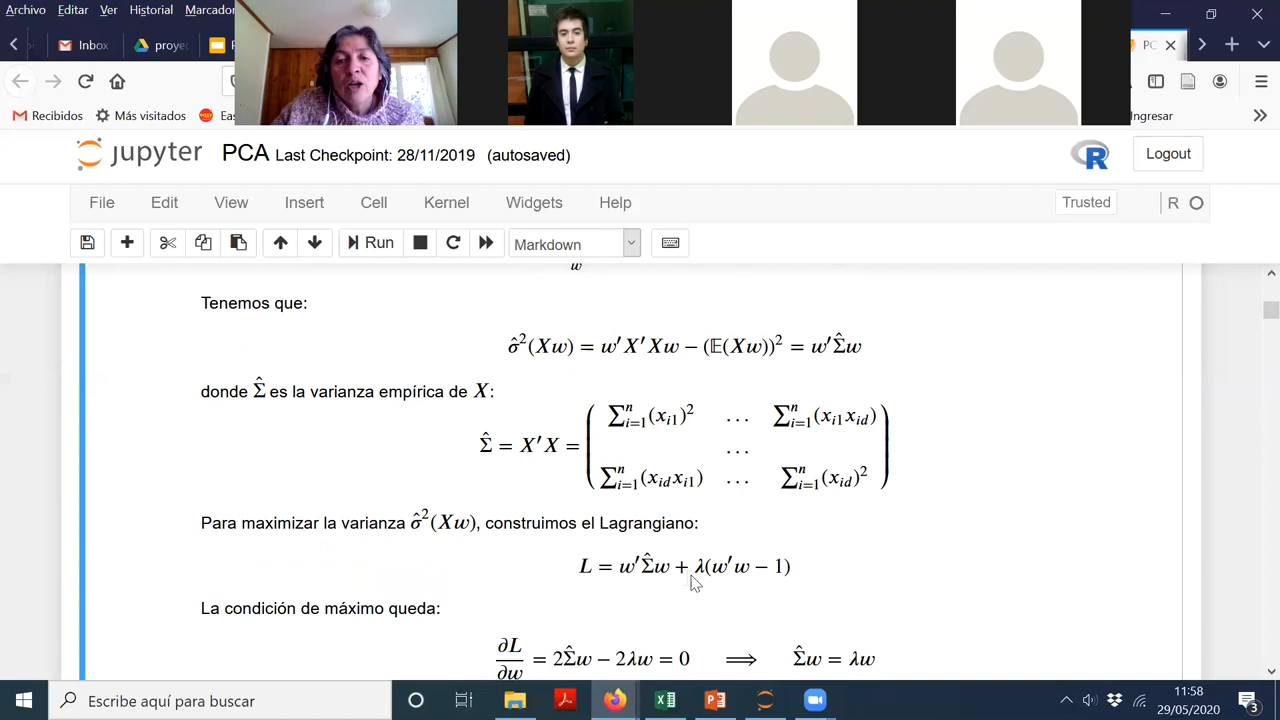 Archivo Editar Ver Historial Marcador
Inbox
proye
PC
Recibidos
Más visitados
Eas
Ingresar
jupyter PCA Last Checkpoint: 28/11/2019 (autosaved)
R
Logout
File Edit View Insert Cell Kernel Widgets Help
Trusted
R
Run
Markdown
w
Tenemos que:
σ̂²(Xw) = w′X′Xw − (𝔼(Xw))² = w′Σ̂w
donde Σ̂ es la varianza empírica de X:
∑ⁿᵢ₌₁(xᵢ₁)² ... ∑ⁿᵢ₌₁(xᵢ₁xᵢd)
Σ̂ = X′X = ( ... )
∑ⁿᵢ₌₁(xᵢdxᵢ₁) ... ∑ⁿᵢ₌₁(xᵢd)²
Para maximizar la varianza σ̂²(Xw), construimos el Lagrangiano:
L = w′Σ̂w + λ(w′w − 1)
La condición de máximo queda:
∂L/∂w = 2Σ̂w − 2λw = 0 ⟹ Σ̂w = λw
Escribe aquí para buscar
11:58
29/05/2020
3